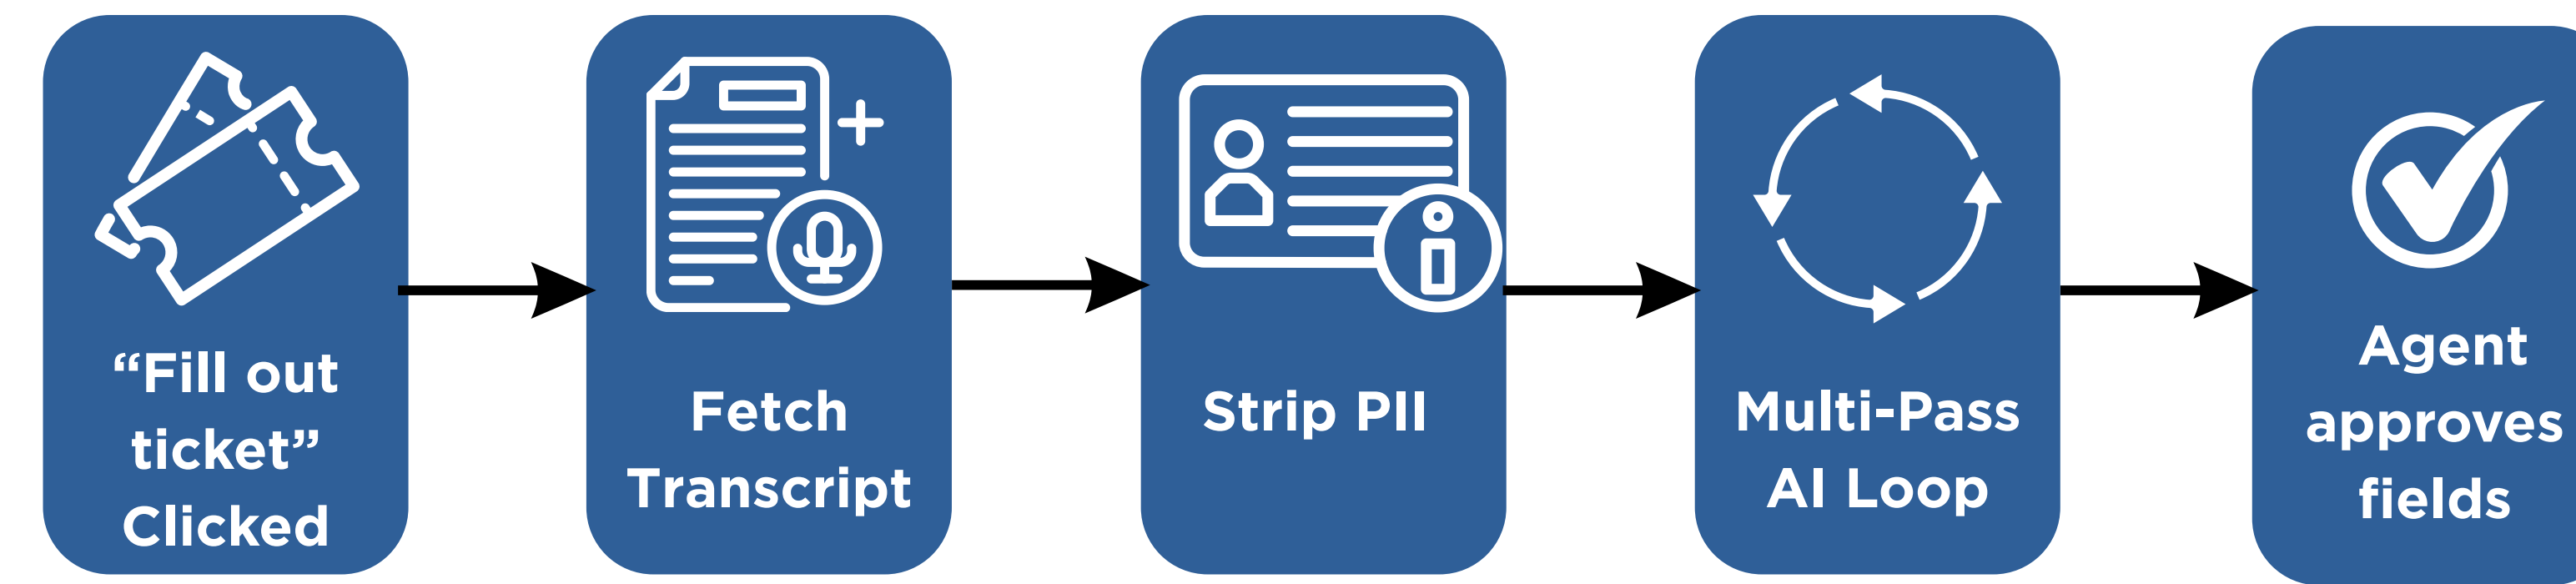 “Fill out
ticket”
Clicked
Fetch
Transcript
Strip PII
Multi-Pass
AI Loop
Agent
approves
fields